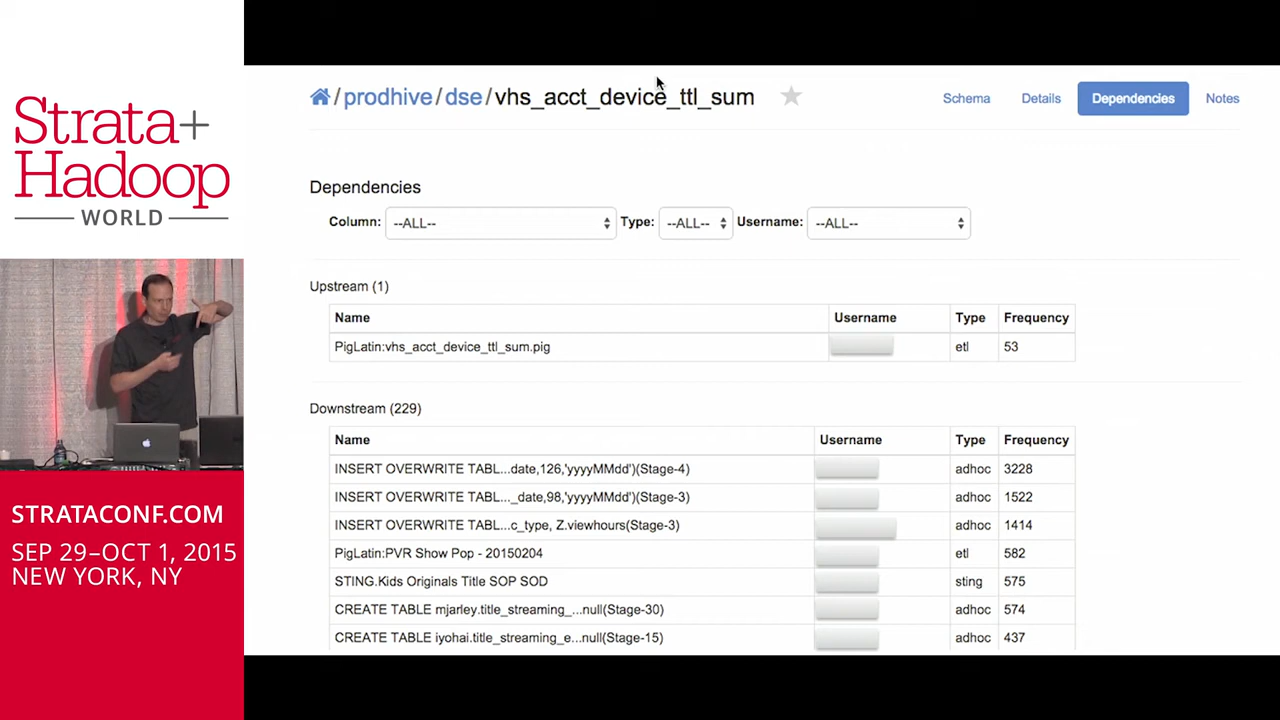 Strata+
Hadoop
WORLD
STRATACONF.COM
SEP 29–OCT 1, 2015
NEW YORK, NY
/prodhive/dse/vhs_acct_device_ttl_sum
Schema Details Dependencies Notes
Dependencies
Column: --ALL-- Type: --ALL-- Username: --ALL--
Upstream (1)
Name Username Type Frequency
PigLatin:vhs_acct_device_ttl_sum.pig etl 53
Downstream (229)
Name Username Type Frequency
INSERT OVERWRITE TABL...date,126,'yyyyMMdd')(Stage-4) adhoc 3228
INSERT OVERWRITE TABL..._date,98,'yyyyMMdd')(Stage-3) adhoc 1522
INSERT OVERWRITE TABL...c_type, Z.viewhours(Stage-3) adhoc 1414
PigLatin:PVR Show Pop - 20150204 etl 582
STING.Kids Originals Title SOP SOD sting 575
CREATE TABLE mjarley.title_streaming_...null(Stage-30) adhoc 574
CREATE TABLE iyohai.title_streaming_e...null(Stage-15) adhoc 437